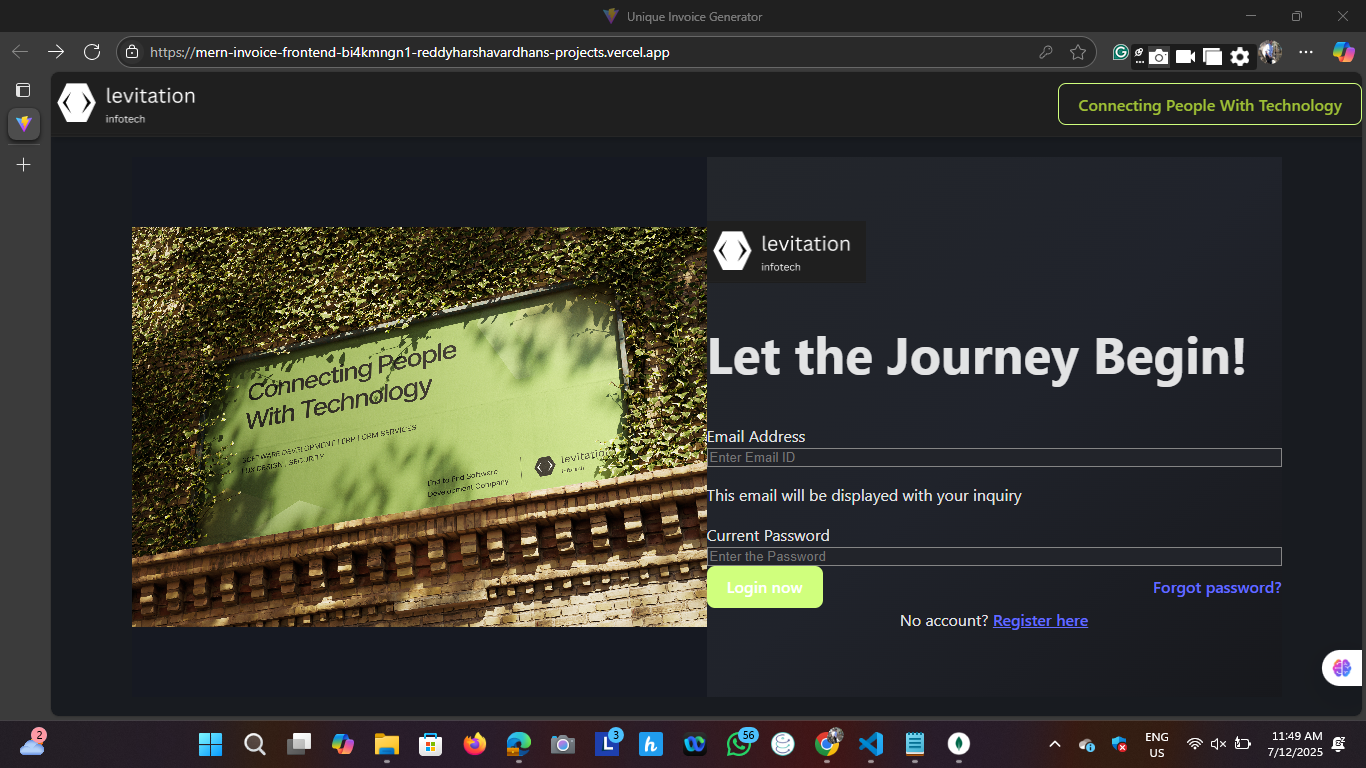 Unique Invoice Generator
https://mern-invoice-frontend-bi4kmngn1-reddyharshavardhans-projects.vercel.app
levitation
infotech
Connecting People With Technology
Connecting People
With Technology
SOFTWARE DEVELOPMENT | ERP | CRM SERVICES
UX DESIGN | SECURITY
End to End Software
Development Company
levitation
infotech
levitation
infotech
Let the Journey Begin!
Email Address
Enter Email ID
This email will be displayed with your inquiry
Current Password
Enter the Password
Login now
Forgot password?
No account? Register here
2
L
3
h
56
ENG
US
11:49 AM
7/12/2025